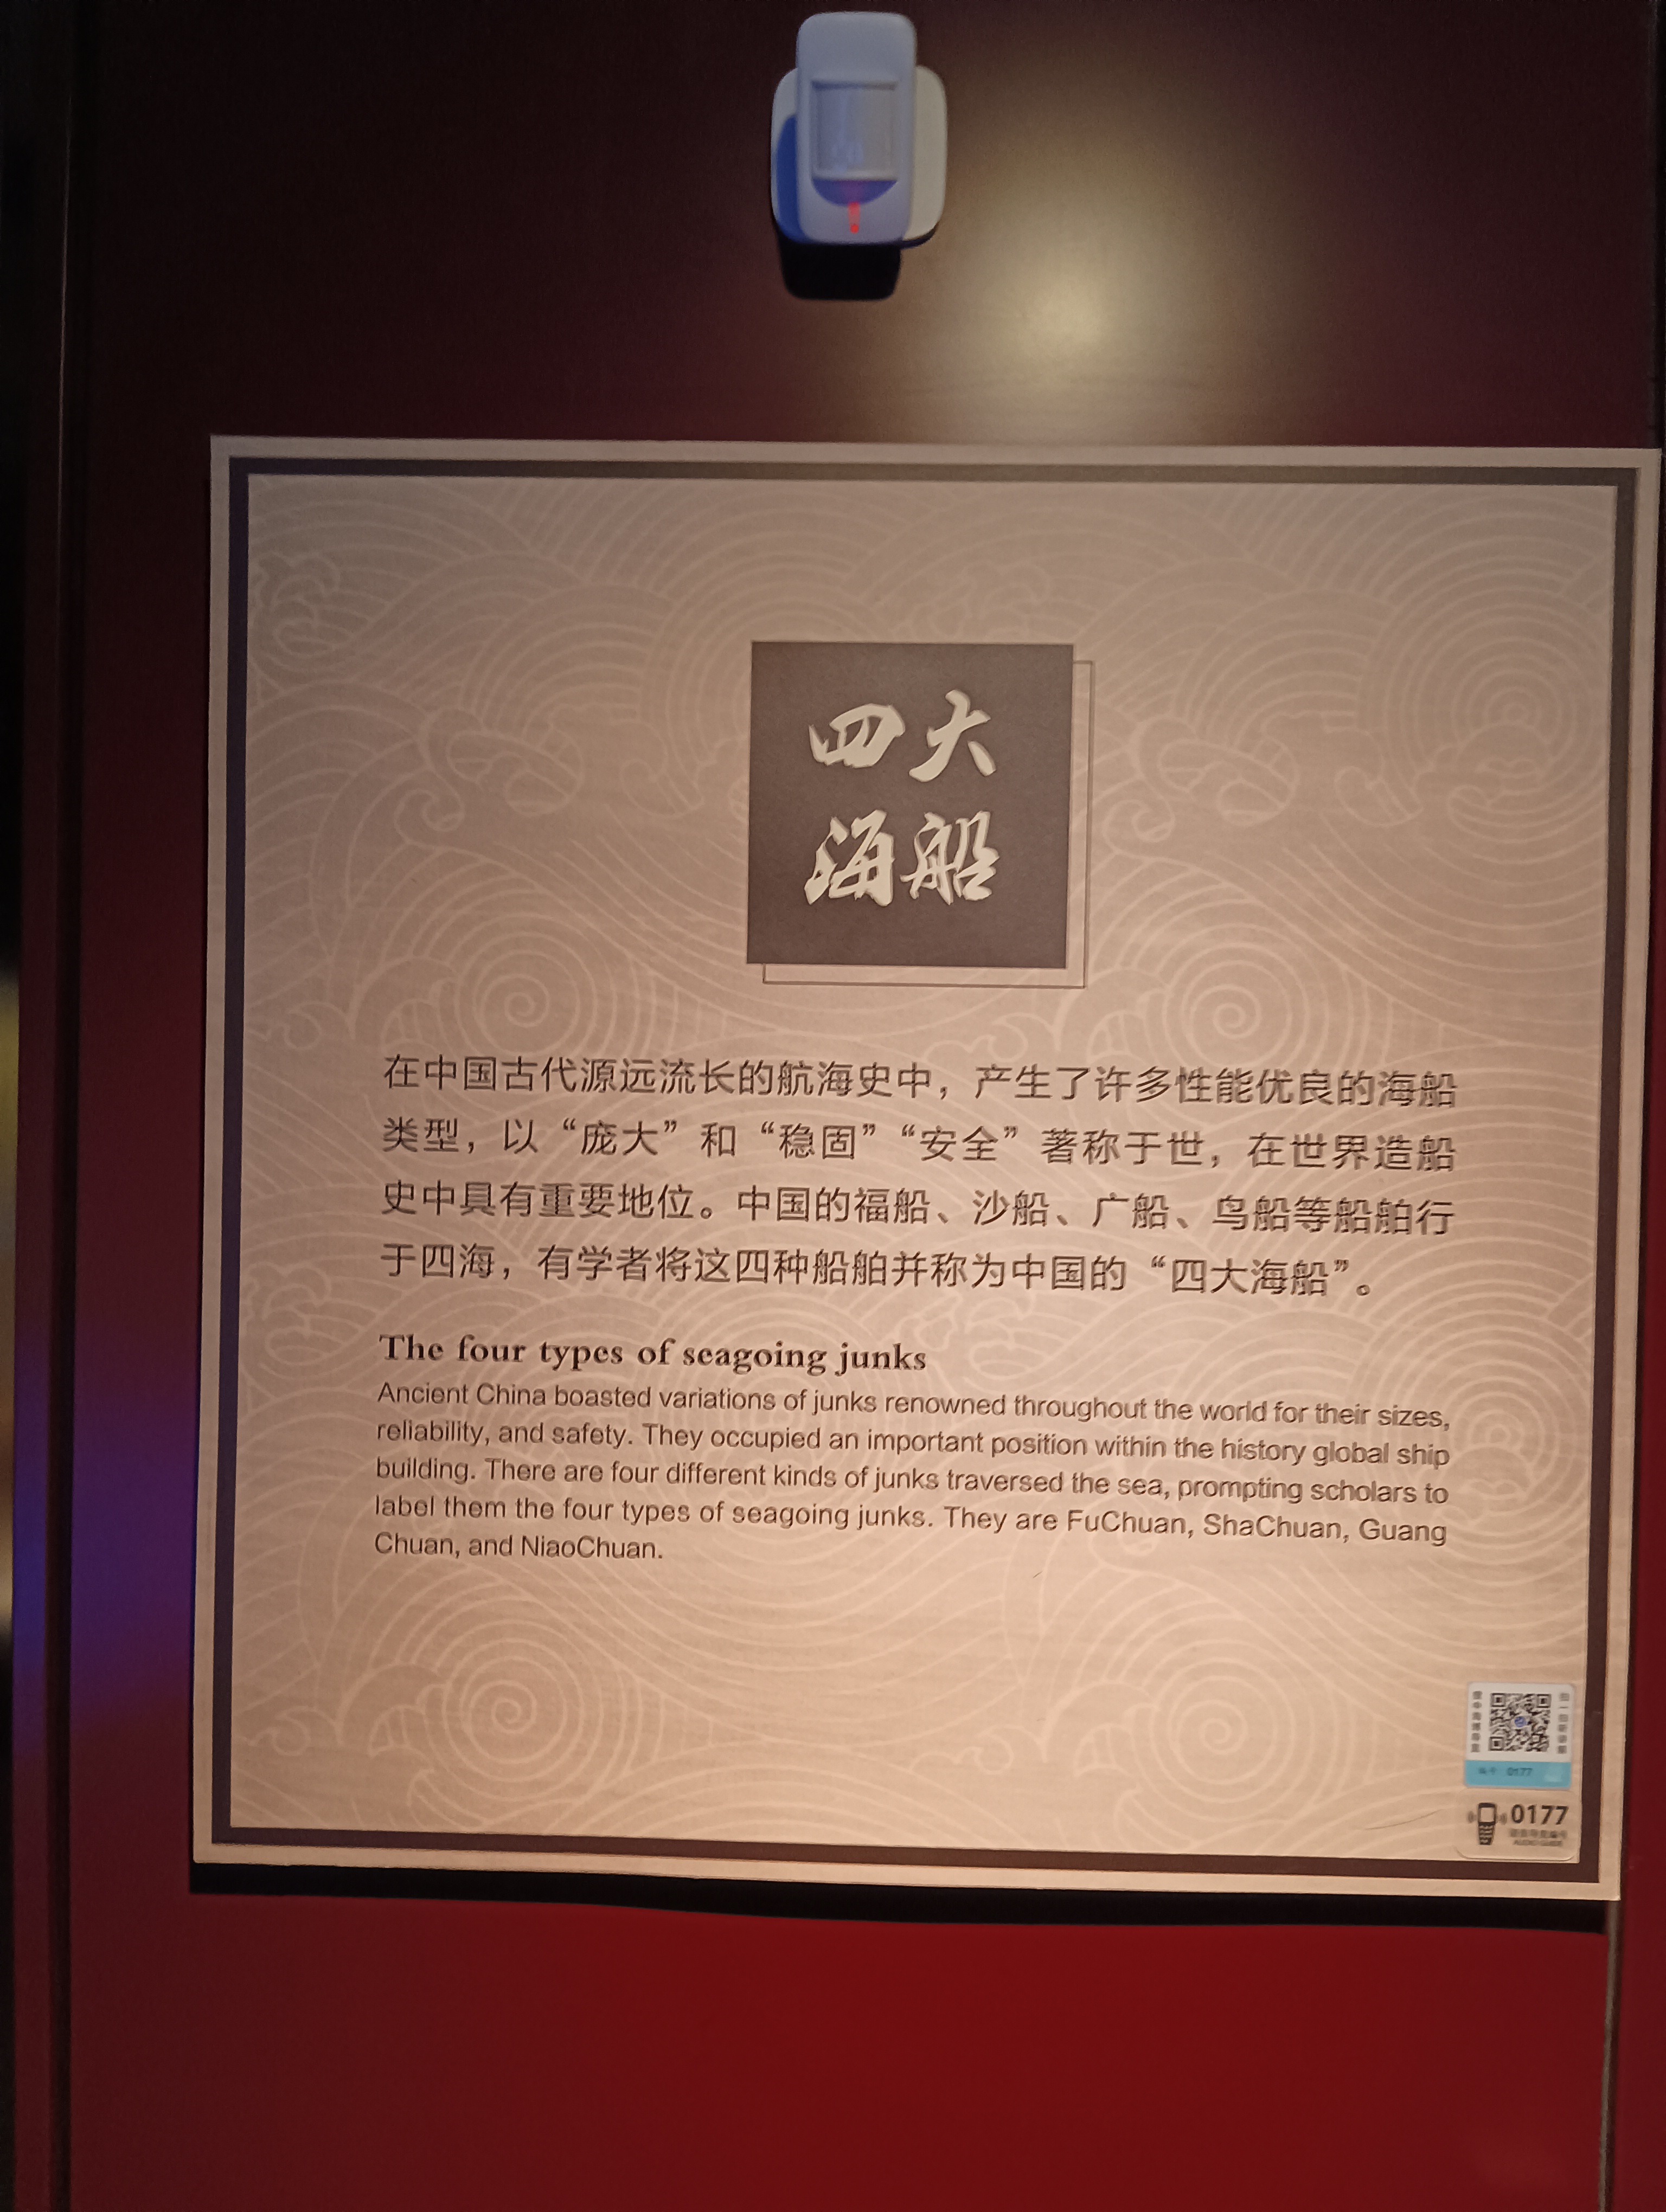 四大
海船
在中国古代源远流长的航海史中，产生了许多性能优良的海船
类型，以“庞大”和“稳固”“安全”著称于世，在世界造船
史中具有重要地位。中国的福船、沙船、广船、鸟船等船舶行
于四海，有学者将这四种船舶并称为中国的“四大海船”。
The four types of seagoing junks
Ancient China boasted variations of junks renowned throughout the world for their sizes,
reliability, and safety. They occupied an important position within the history global ship
building. There are four different kinds of junks traversed the sea, prompting scholars to
label them the four types of seagoing junks. They are FuChuan, ShaChuan, Guang
Chuan, and NiaoChuan.
0177
0177
AUDIO GUIDE